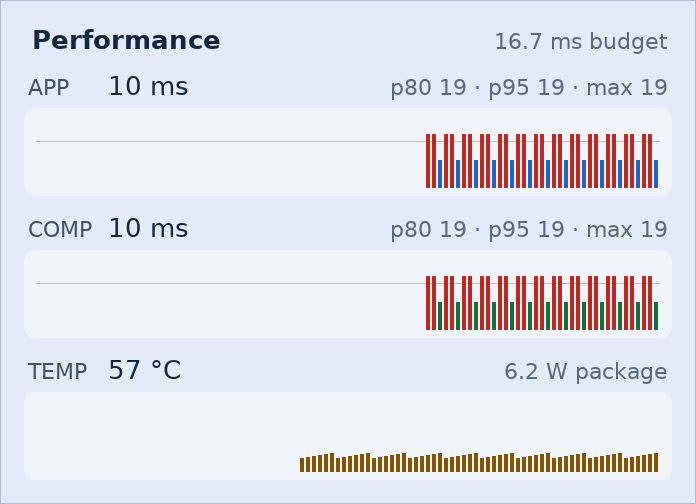 Performance 16.7 ms budget
APP 10 ms p80 19 · p95 19 · max 19
COMP 10 ms p80 19 · p95 19 · max 19
TEMP 57 °C 6.2 W package